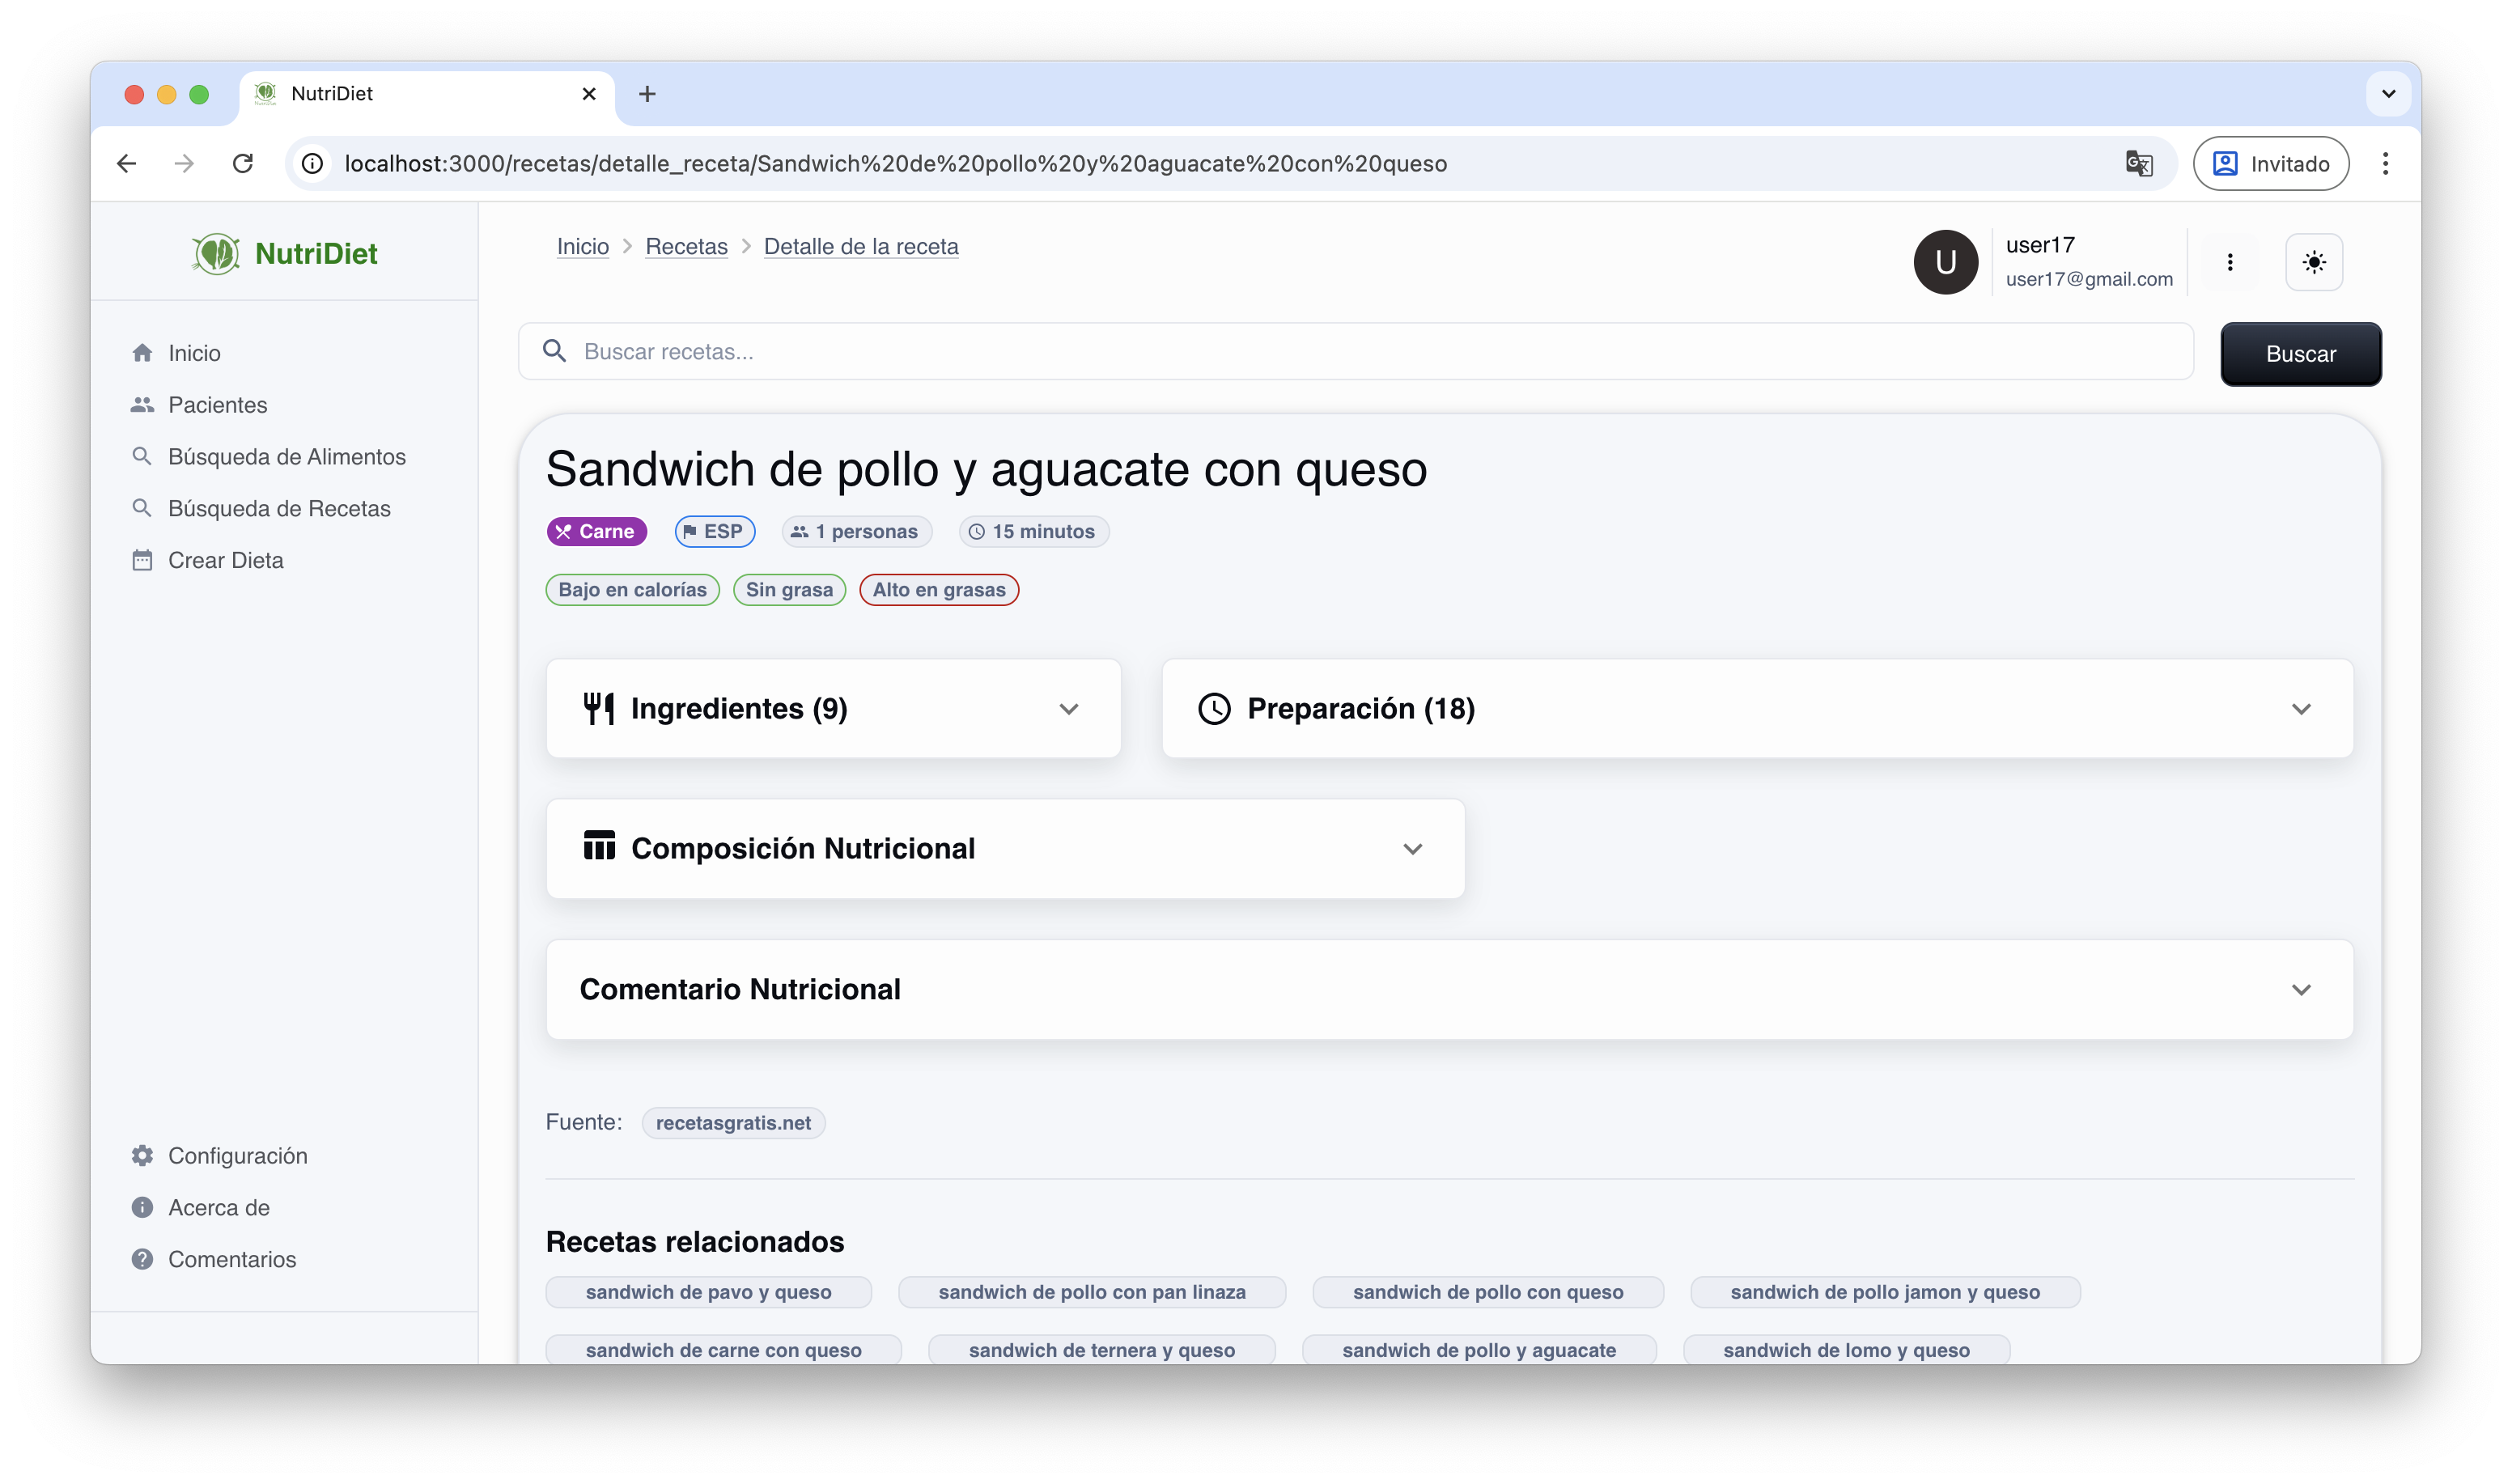 NutriDiet
localhost:3000/recetas/detalle_receta/Sandwich%20de%20pollo%20y%20aguacate%20con%20queso
Invitado
NutriDiet
Inicio
Pacientes
Búsqueda de Alimentos
Búsqueda de Recetas
Crear Dieta
Configuración
Acerca de
Comentarios
Inicio > Recetas > Detalle de la receta
U
user17
user17@gmail.com
Buscar recetas...
Buscar
Sandwich de pollo y aguacate con queso
Carne ESP 1 personas 15 minutos
Bajo en calorías Sin grasa Alto en grasas
Ingredientes (9)
Preparación (18)
Composición Nutricional
Comentario Nutricional
Fuente: recetasgratis.net
Recetas relacionados
sandwich de pavo y queso sandwich de pollo con pan linaza sandwich de pollo con queso sandwich de pollo jamon y queso
sandwich de carne con queso sandwich de ternera y queso sandwich de pollo y aguacate sandwich de lomo y queso